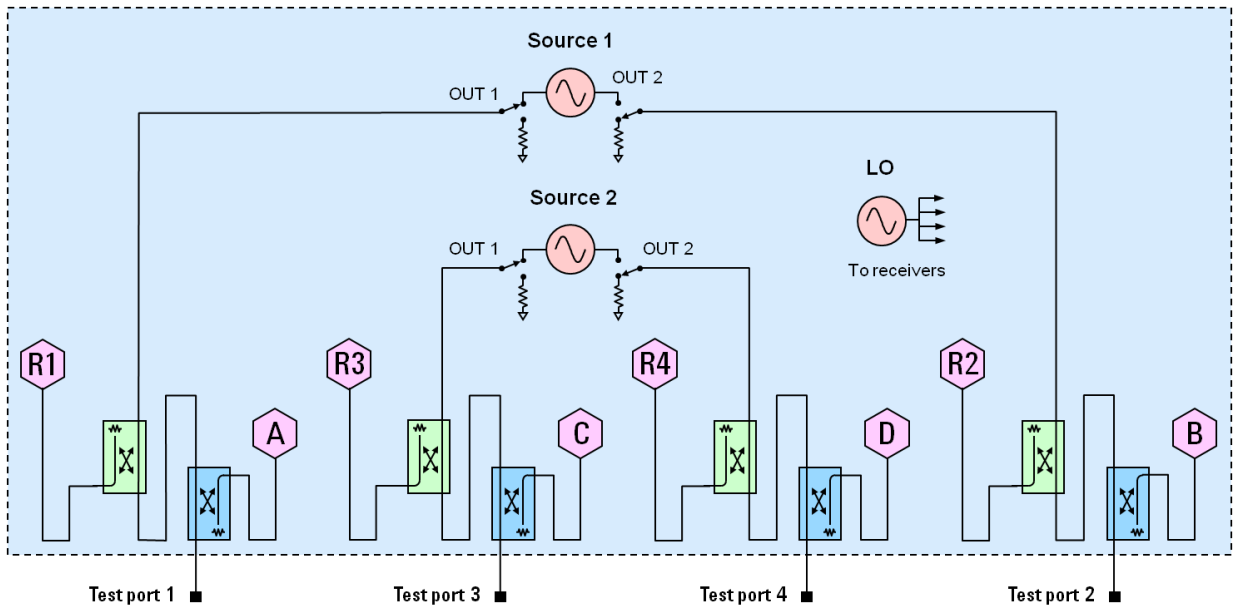 Source 1
OUT 1
OUT 2
LO
Source 2
OUT 1
OUT 2
To receivers
R1
R3
R4
R2
A
C
D
B
Test port 1
Test port 3
Test port 4
Test port 2